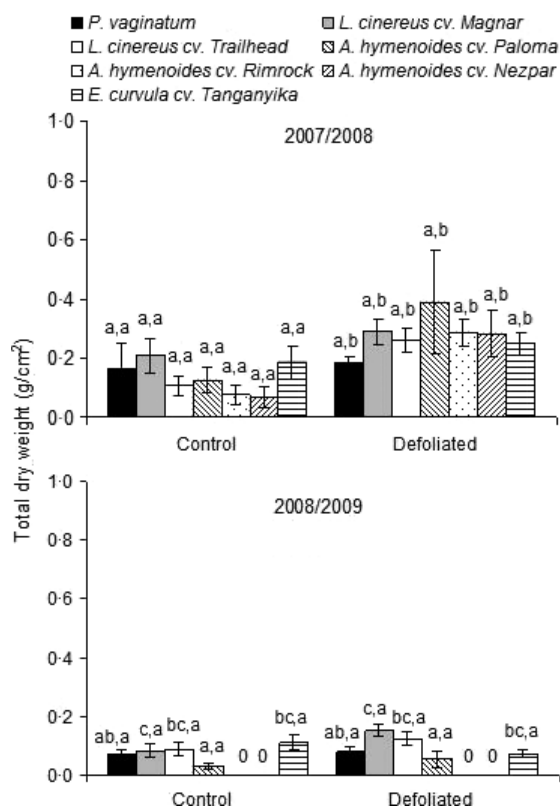 P. vaginatum L. cinereus cv. Magnar
L. cinereus cv. Trailhead A. hymenoides cv. Paloma
A. hymenoides cv. Rimrock A. hymenoides cv. Nezpar
E. curvula cv. Tanganyika
Total dry weight (g/cm²)
1·0
2007/2008
0·8
0·6
0·4
0·2
0·0
a,a a,a a,a a,a a,a a,a a,a
a,b a,b a,b a,b a,b a,b a,b
Control Defoliated
1·0
2008/2009
0·8
0·6
0·4
0·2
0·0
ab,a c,a bc,a a,a 0 0 bc,a
ab,a c,a bc,a a,a 0 0 bc,a
Control Defoliated